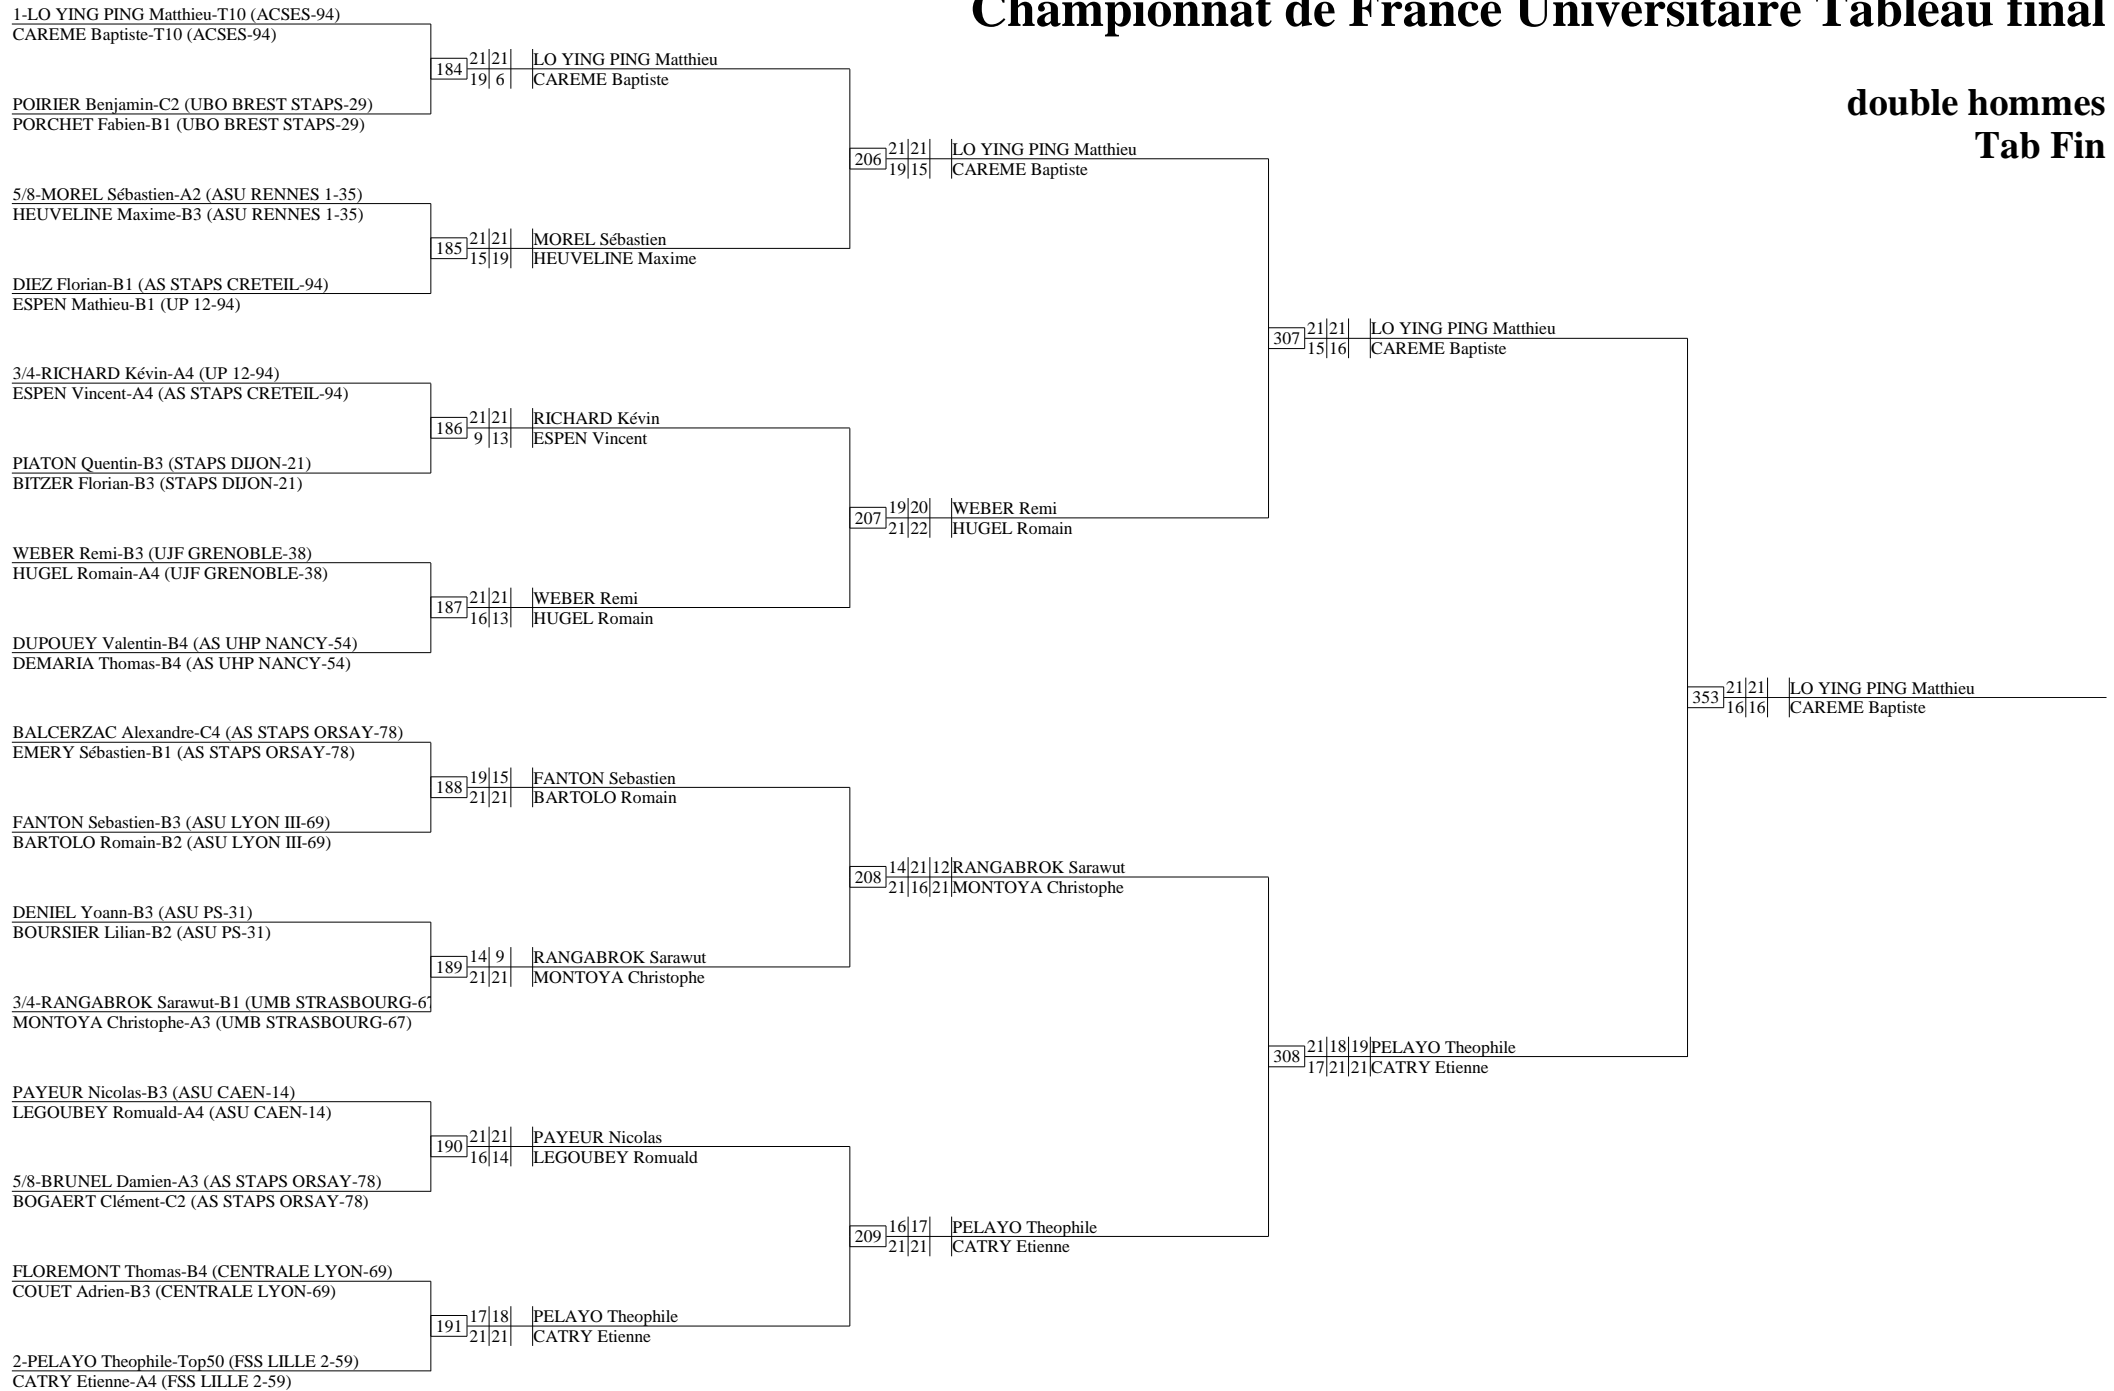 Championnat de France Universitaire Tableau final
double hommes
Tab Fin
1-LO YING PING Matthieu-T10 (ACSES-94)
CAREME Baptiste-T10 (ACSES-94)
184 21 21 LO YING PING Matthieu
19 6 CAREME Baptiste
POIRIER Benjamin-C2 (UBO BREST STAPS-29)
PORCHET Fabien-B1 (UBO BREST STAPS-29)
206 21 21 LO YING PING Matthieu
19 15 CAREME Baptiste
5/8-MOREL Sébastien-A2 (ASU RENNES 1-35)
HEUVELINE Maxime-B3 (ASU RENNES 1-35)
185 21 21 MOREL Sébastien
15 19 HEUVELINE Maxime
DIEZ Florian-B1 (AS STAPS CRETEIL-94)
ESPEN Mathieu-B1 (UP 12-94)
307 21 21 LO YING PING Matthieu
15 16 CAREME Baptiste
3/4-RICHARD Kévin-A4 (UP 12-94)
ESPEN Vincent-A4 (AS STAPS CRETEIL-94)
186 21 21 RICHARD Kévin
9 13 ESPEN Vincent
PIATON Quentin-B3 (STAPS DIJON-21)
BITZER Florian-B3 (STAPS DIJON-21)
207 19 20 WEBER Remi
21 22 HUGEL Romain
WEBER Remi-B3 (UJF GRENOBLE-38)
HUGEL Romain-A4 (UJF GRENOBLE-38)
187 21 21 WEBER Remi
16 13 HUGEL Romain
DUPOUEY Valentin-B4 (AS UHP NANCY-54)
DEMARIA Thomas-B4 (AS UHP NANCY-54)
353 21 21 LO YING PING Matthieu
16 16 CAREME Baptiste
BALCERZAC Alexandre-C4 (AS STAPS ORSAY-78)
EMERY Sébastien-B1 (AS STAPS ORSAY-78)
188 19 15 FANTON Sebastien
21 21 BARTOLO Romain
FANTON Sebastien-B3 (ASU LYON III-69)
BARTOLO Romain-B2 (ASU LYON III-69)
208 14 21 12 RANGABROK Sarawut
21 16 21 MONTOYA Christophe
DENIEL Yoann-B3 (ASU PS-31)
BOURSIER Lilian-B2 (ASU PS-31)
189 14 9 RANGABROK Sarawut
21 21 MONTOYA Christophe
3/4-RANGABROK Sarawut-B1 (UMB STRASBOURG-67
MONTOYA Christophe-A3 (UMB STRASBOURG-67)
308 21 18 19 PELAYO Theophile
17 21 21 CATRY Etienne
PAYEUR Nicolas-B3 (ASU CAEN-14)
LEGOUBEY Romuald-A4 (ASU CAEN-14)
190 21 21 PAYEUR Nicolas
16 14 LEGOUBEY Romuald
5/8-BRUNEL Damien-A3 (AS STAPS ORSAY-78)
BOGAERT Clément-C2 (AS STAPS ORSAY-78)
209 16 17 PELAYO Theophile
21 21 CATRY Etienne
FLOREMONT Thomas-B4 (CENTRALE LYON-69)
COUET Adrien-B3 (CENTRALE LYON-69)
191 17 18 PELAYO Theophile
21 21 CATRY Etienne
2-PELAYO Theophile-Top50 (FSS LILLE 2-59)
CATRY Etienne-A4 (FSS LILLE 2-59)